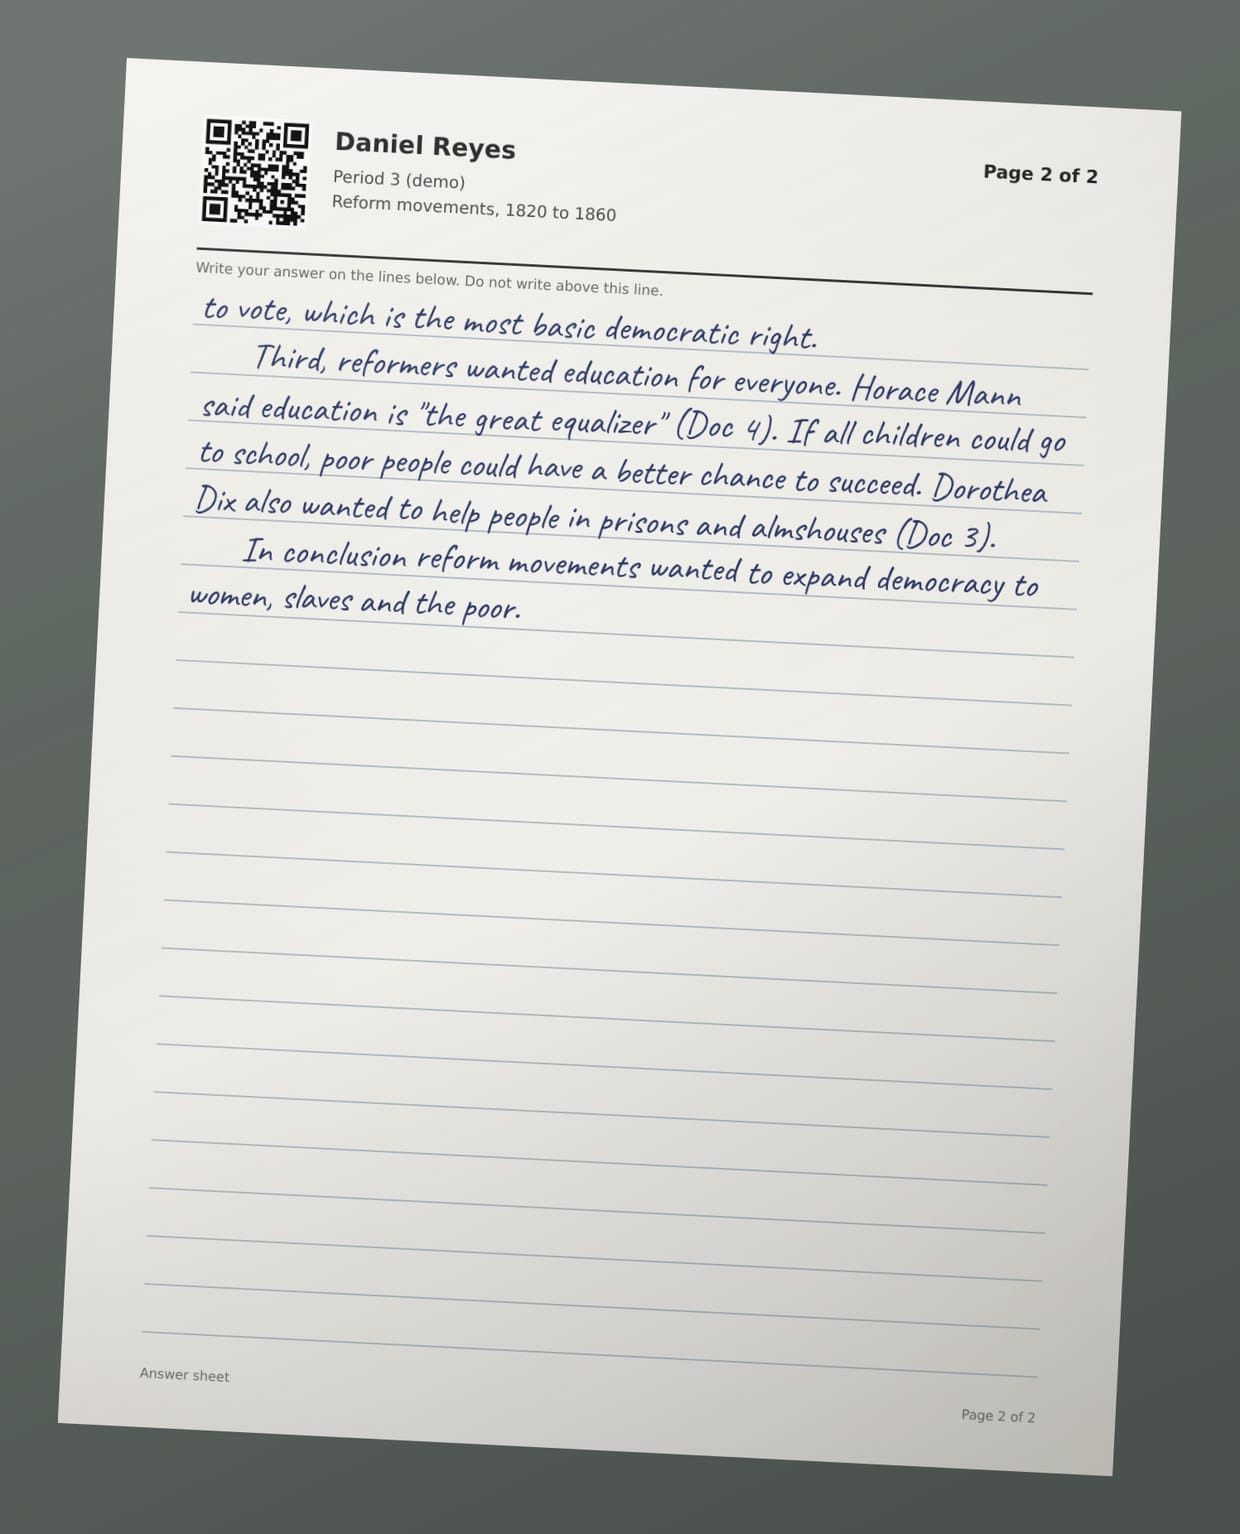 Daniel Reyes
Period 3 (demo)
Reform movements, 1820 to 1860
Page 2 of 2
Write your answer on the lines below. Do not write above this line.
to vote, which is the most basic democratic right.
Third, reformers wanted education for everyone. Horace Mann
said education is "the great equalizer" (Doc 4). If all children could go
to school, poor people could have a better chance to succeed. Dorothea
Dix also wanted to help people in prisons and almshouses (Doc 3).
In conclusion reform movements wanted to expand democracy to
women, slaves and the poor.
Answer sheet
Page 2 of 2